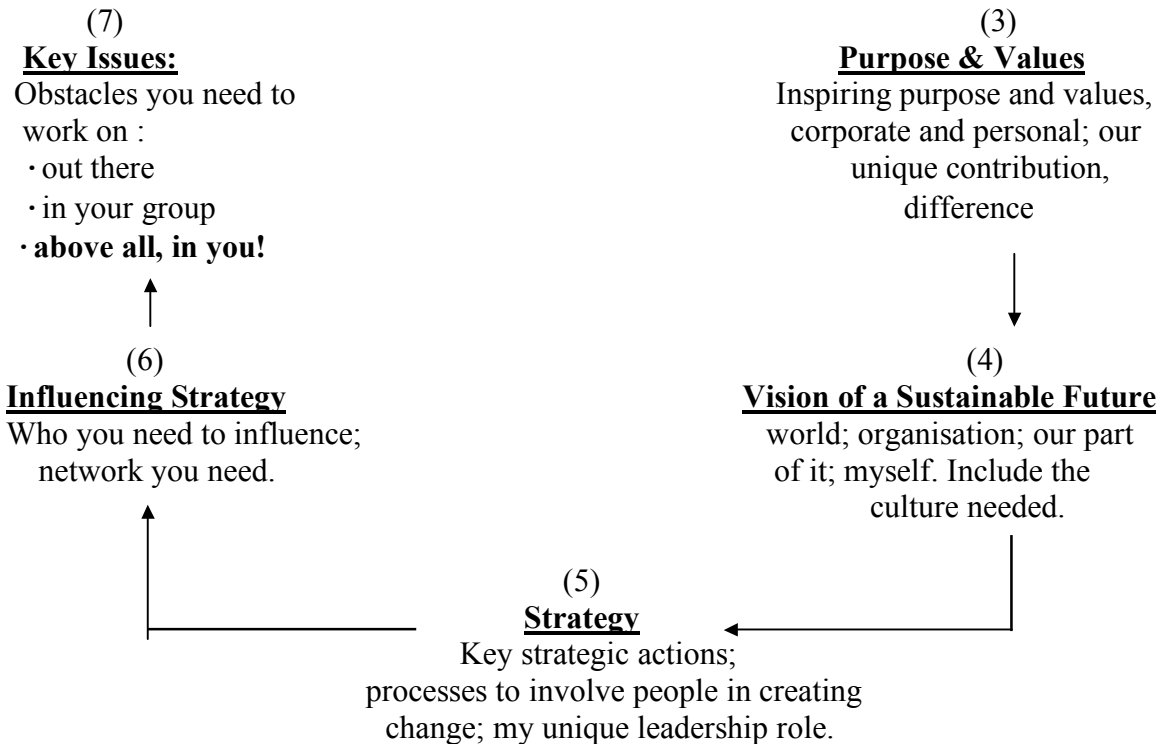 (7)
Key Issues:
Obstacles you need to
work on :
· out there
· in your group
· above all, in you!
(3)
Purpose & Values
Inspiring purpose and values,
corporate and personal; our
unique contribution,
difference
(6)
Influencing Strategy
Who you need to influence;
network you need.
(4)
Vision of a Sustainable Future
world; organisation; our part
of it; myself. Include the
culture needed.
(5)
Strategy
Key strategic actions;
processes to involve people in creating
change; my unique leadership role.